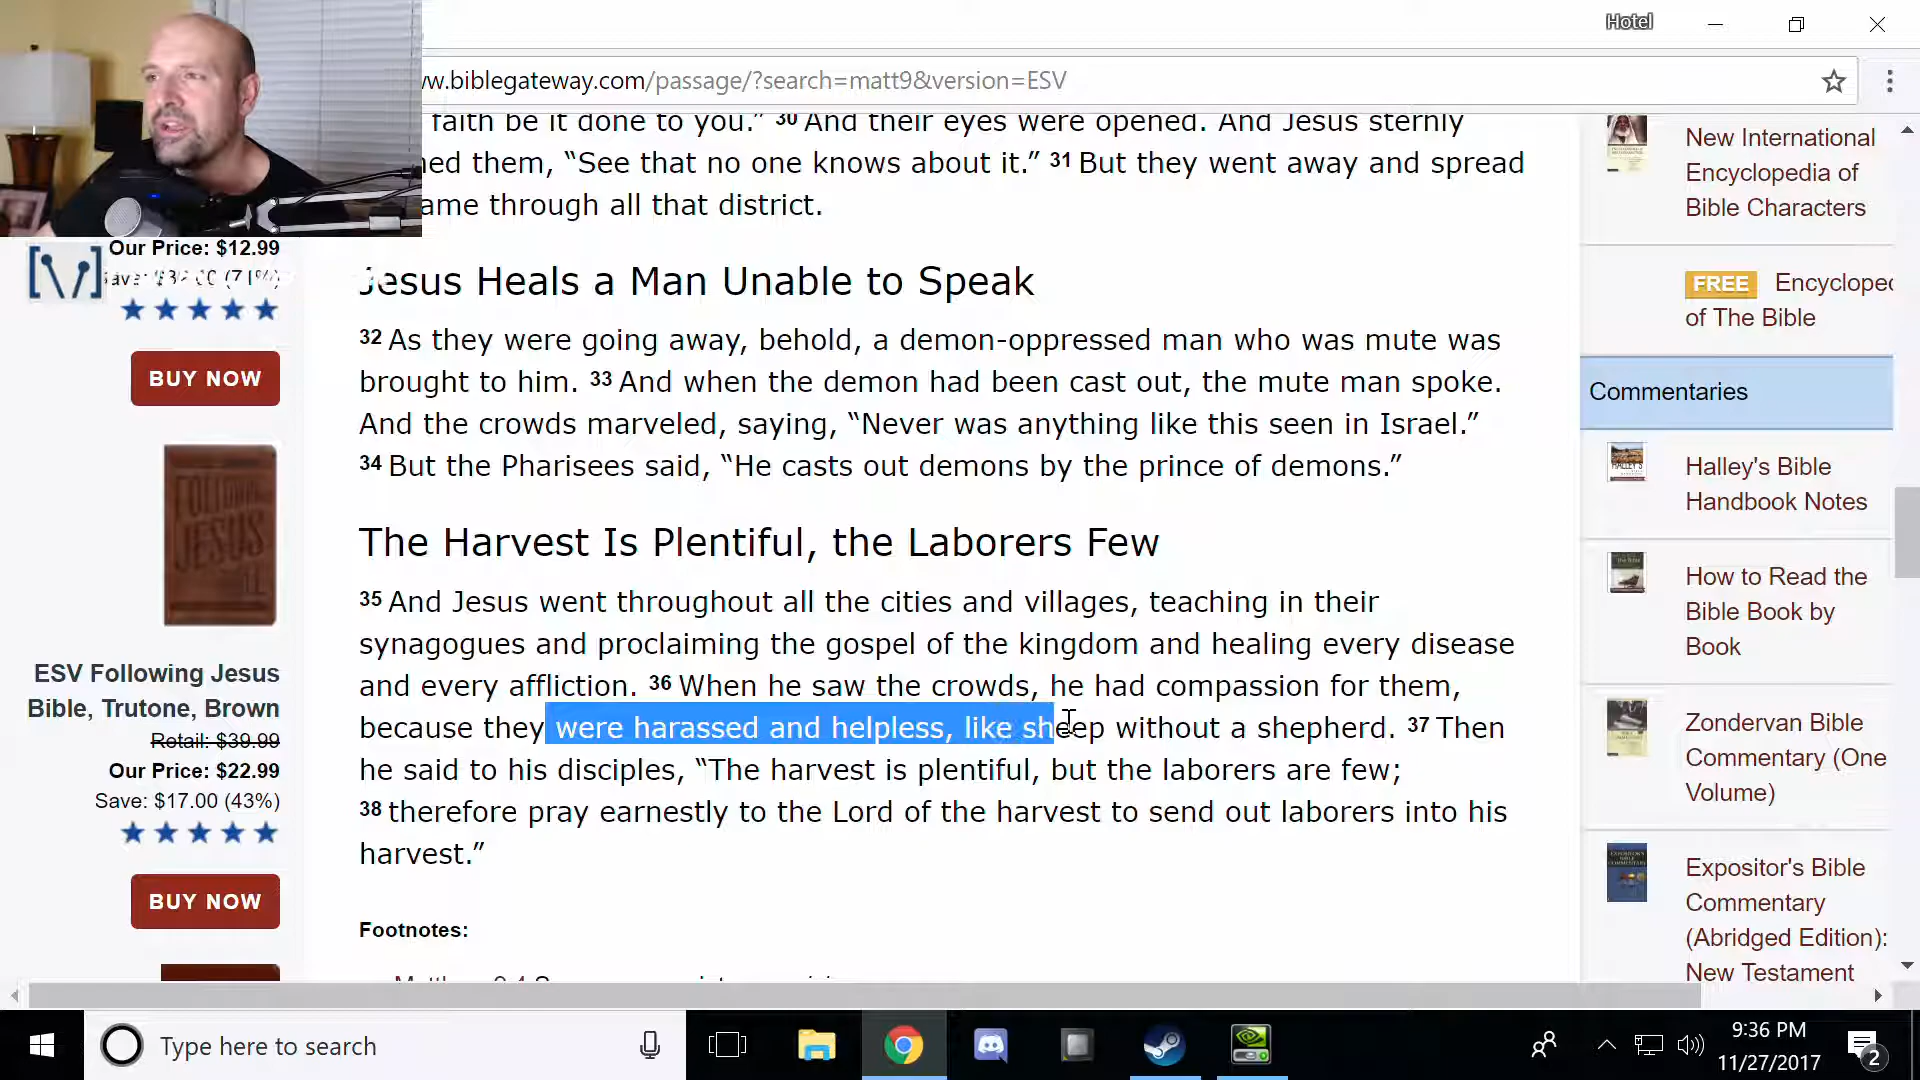 Hotel
ww.biblegateway.com/passage/?search=matt9&version=ESV
faith be it done to you.” 30 And their eyes were opened. And Jesus sternly
ned them, “See that no one knows about it.” 31 But they went away and spread
ame through all that district.
Jesus Heals a Man Unable to Speak
32 As they were going away, behold, a demon-oppressed man who was mute was
brought to him. 33 And when the demon had been cast out, the mute man spoke.
And the crowds marveled, saying, “Never was anything like this seen in Israel.”
34 But the Pharisees said, “He casts out demons by the prince of demons.”
The Harvest Is Plentiful, the Laborers Few
35 And Jesus went throughout all the cities and villages, teaching in their
synagogues and proclaiming the gospel of the kingdom and healing every disease
and every affliction. 36 When he saw the crowds, he had compassion for them,
because they were harassed and helpless, like sheep without a shepherd. 37 Then
he said to his disciples, “The harvest is plentiful, but the laborers are few;
38 therefore pray earnestly to the Lord of the harvest to send out laborers into his
harvest.”
Footnotes:
Our Price: $12.99
BUY NOW
FOLLOWING
JESUS
ESV Following Jesus
Bible, Trutone, Brown
Retail: $39.99
Our Price: $22.99
Save: $17.00 (43%)
BUY NOW
New International
Encyclopedia of
Bible Characters
FREE Encyclopec
of The Bible
Commentaries
Halley's Bible
Handbook Notes
How to Read the
Bible Book by
Book
Zondervan Bible
Commentary (One
Volume)
Expositor's Bible
Commentary
(Abridged Edition):
New Testament
Type here to search
9:36 PM
11/27/2017
2